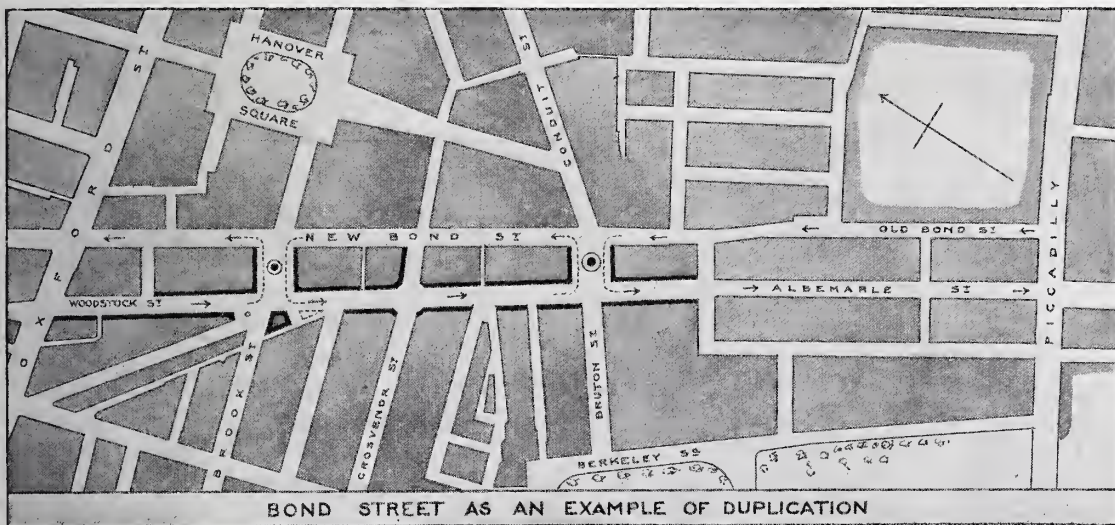 HANOVER
SQUARE
OXFORD ST
CONDUIT ST
NEW BOND ST
OLD BOND ST
WOODSTOCK ST
ALBEMARLE ST
PICCADILLY
BROOK ST
GROSVENR ST
BRUTON ST
BERKELEY SQ
BOND STREET AS AN EXAMPLE OF DUPLICATION